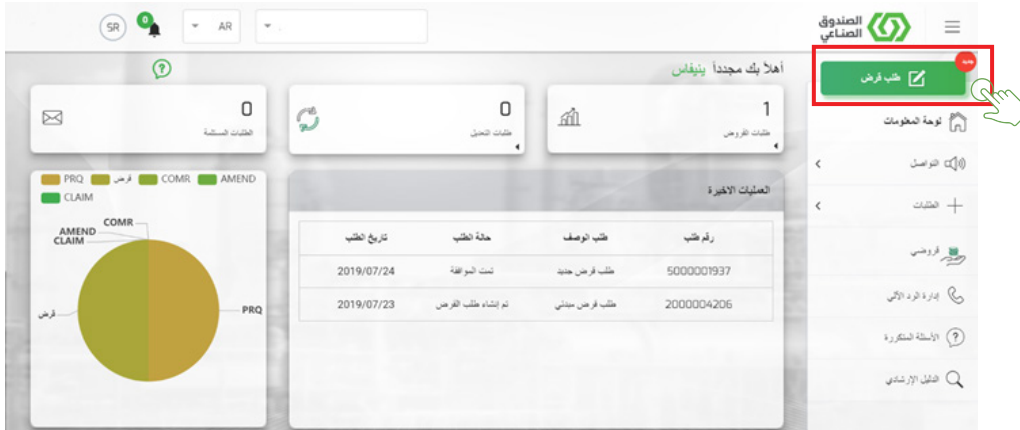 الصندوق
الصناعي
AR
0
SR
جديد
طلب قرض
لوحة المعلومات
التواصل
الطلبات
قروضي
إدارة الرد الآلي
الأسئلة المتكررة
الدليل الإرشادي
أهلاً بك مجدداً ينيفاس
1
طلبات القروض
0
طلبات التعديل
0
الطلبات المستلمة
العمليات الاخيرة
رقم طلب طلب الوصف حالة الطلب تاريخ الطلب
5000001937 طلب قرض جديد تمت الموافقة 2019/07/24
2000004206 طلب قرض مبدئي تم إنشاء طلب القرض 2019/07/23
PRQ قرض COMR AMEND
CLAIM
COMR
AMEND
CLAIM
قرض
PRQ